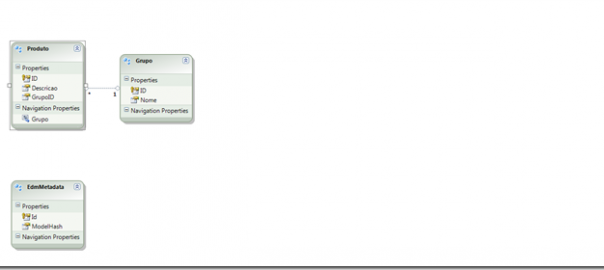 Produto
Properties
ID
Descricao
GrupoID
Navigation Properties
Grupo
*
1
Grupo
Properties
ID
Nome
Navigation Properties
EdmMetadata
Properties
Id
ModelHash
Navigation Properties